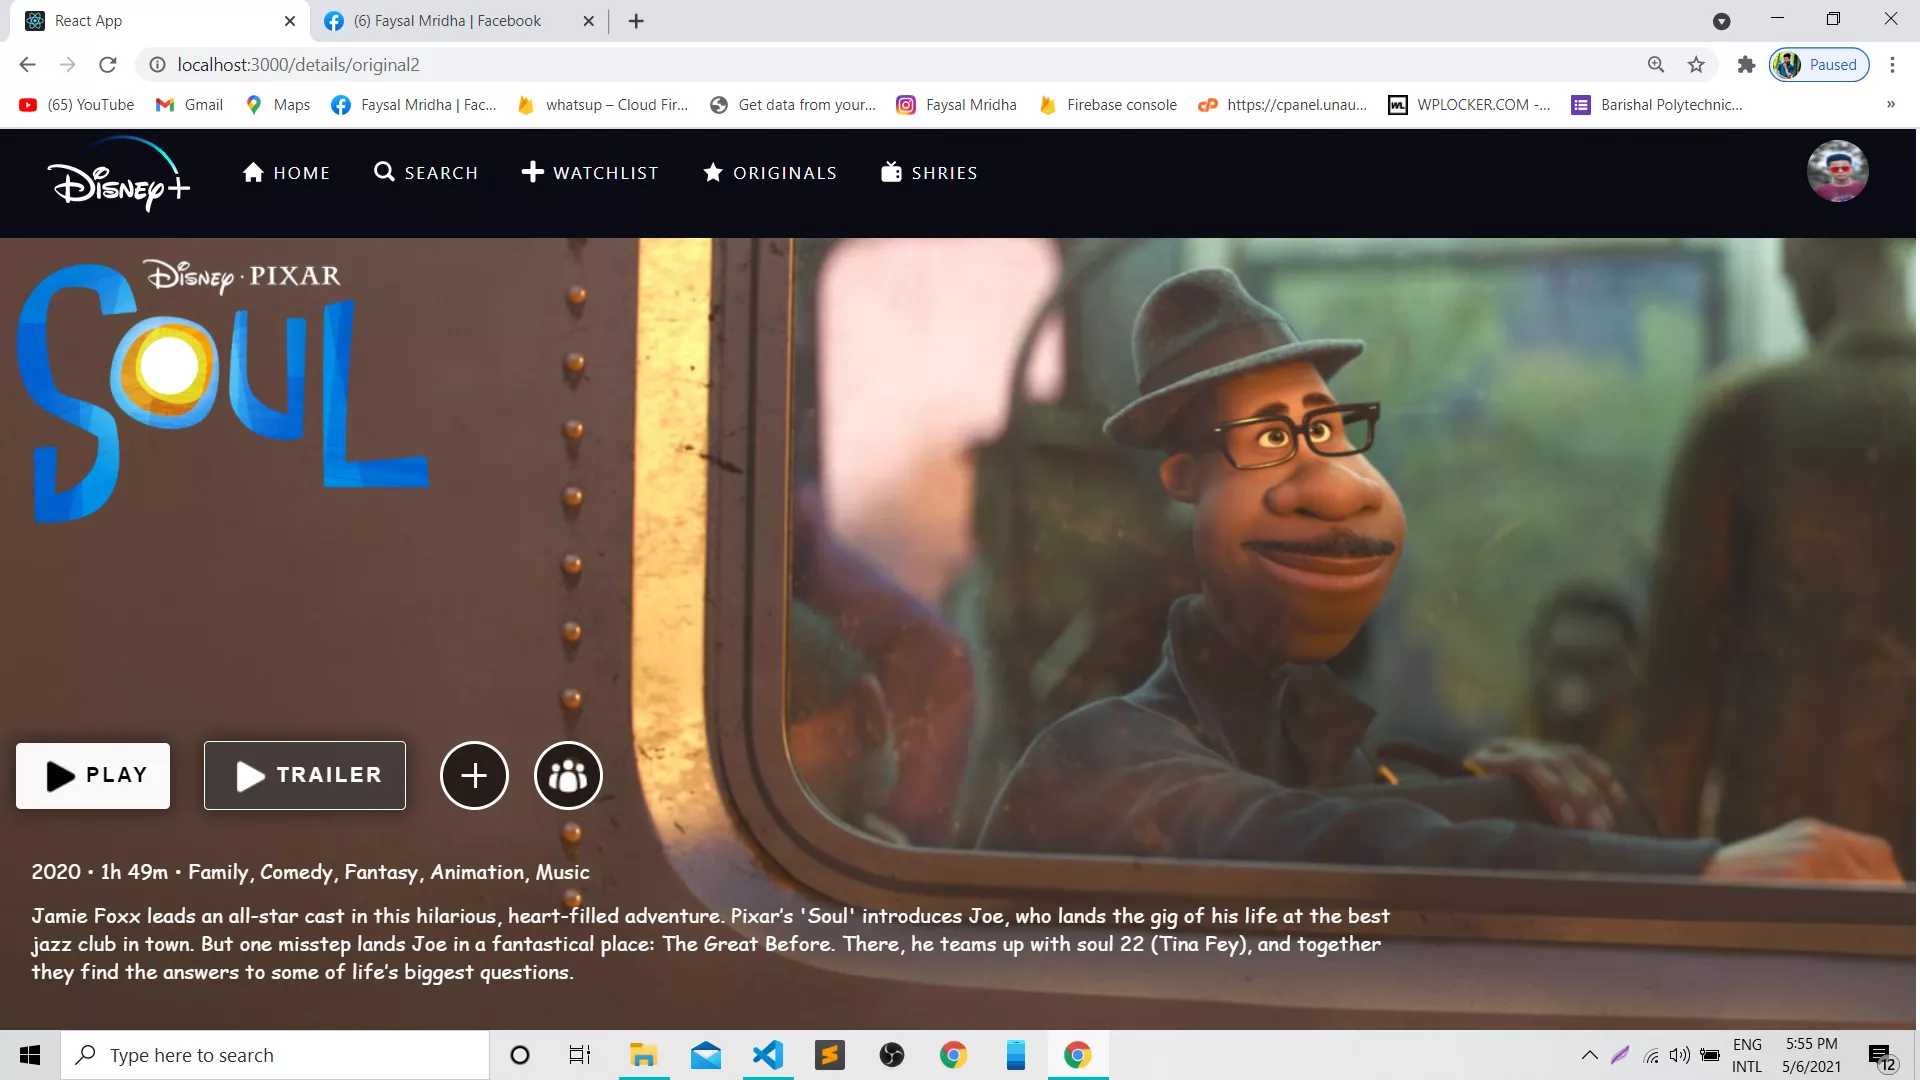 React App
(6) Faysal Mridha | Facebook
localhost:3000/details/original2
Paused
(65) YouTube
Gmail
Maps
Faysal Mridha | Fac...
whatsup – Cloud Fir...
Get data from your...
Faysal Mridha
Firebase console
https://cpanel.unau...
WPLOCKER.COM -...
Barishal Polytechnic...
»
Disney+
HOME
SEARCH
WATCHLIST
ORIGINALS
SHRIES
Disney · PIXAR
SOUL
PLAY
TRAILER
2020 • 1h 49m • Family, Comedy, Fantasy, Animation, Music
Jamie Foxx leads an all-star cast in this hilarious, heart-filled adventure. Pixar’s 'Soul' introduces Joe, who lands the gig of his life at the best
jazz club in town. But one misstep lands Joe in a fantastical place: The Great Before. There, he teams up with soul 22 (Tina Fey), and together
they find the answers to some of life’s biggest questions.
Type here to search
ENG
INTL
5:55 PM
5/6/2021
12